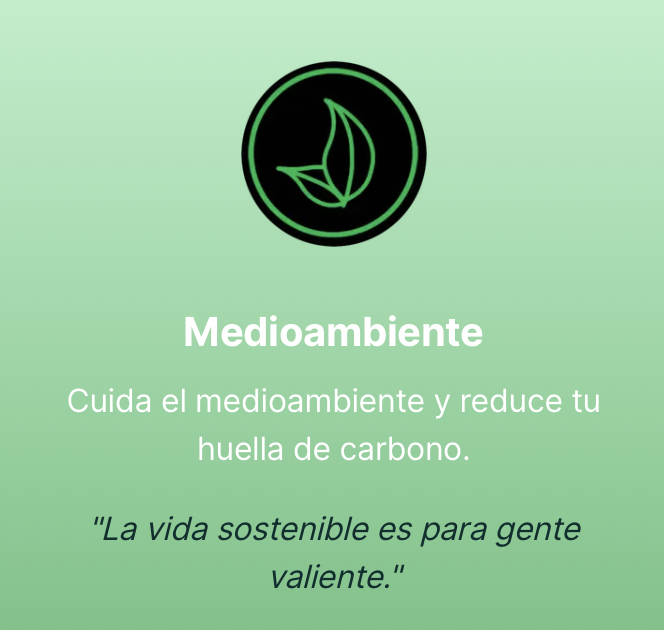 Medioambiente
Cuida el medioambiente y reduce tu
huella de carbono.
"La vida sostenible es para gente
valiente."